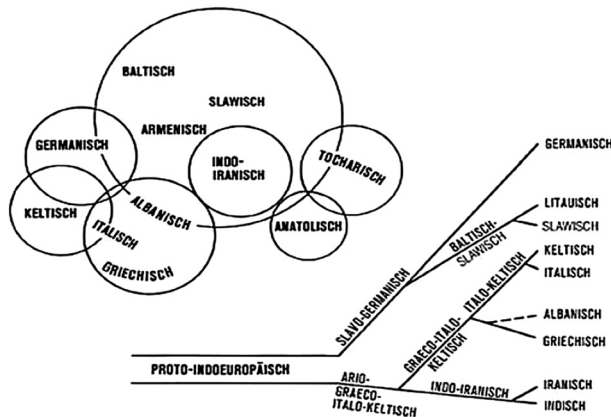 BALTISCH
SLAWISCH
ARMENISCH
GERMANISCH
INDO-
IRANISCH
TOCHARISCH
KELTISCH
ALBANISCH
ITALISCH
ANATOLISCH
GRIECHISCH
GERMANISCH
LITAUISCH
SLAWISCH
BALTISCH-
SLAWISCH
KELTISCH
ITALISCH
SLAVO-GERMANISCH
ITALO-KELTISCH
GRAECO-ITALO-
KELTISCH
ALBANISCH
GRIECHISCH
PROTO-INDOEUROPÄISCH
ARIO-
GRAECO-
ITALO-KELTISCH
INDO-IRANISCH
IRANISCH
INDISCH